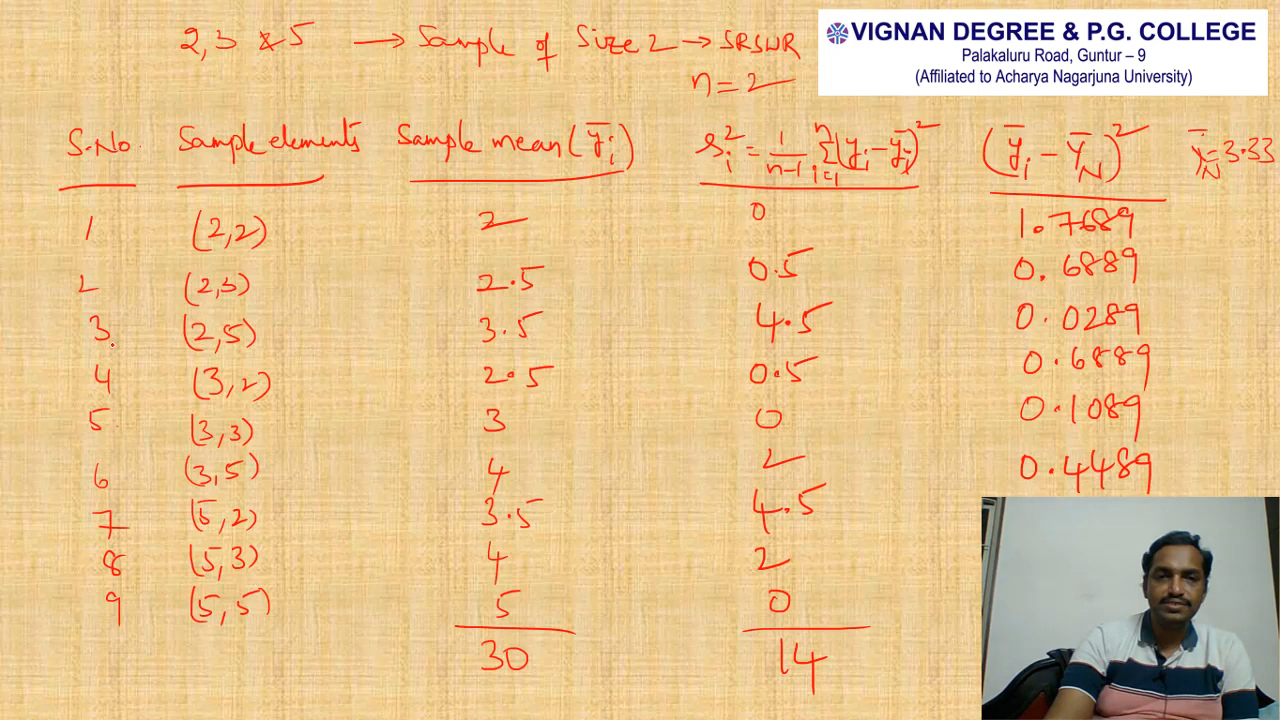 2, 3 & 5 → Sample of Size 2 → SRSWR
n = 2
VIGNAN DEGREE & P.G. COLLEGE
Palakaluru Road, Guntur – 9
(Affiliated to Acharya Nagarjuna University)
S.No. Sample elements Sample mean (ȳᵢ) sᵢ² = 1/(n-1) Σⁿᵢ₌₁ (yᵢ - ȳᵢ)² (ȳᵢ - Ȳ_N)² Ȳ_N = 3.33
1 (2,2) 2 0 1.7689
2 (2,3) 2.5 0.5 0.6889
3. (2,5) 3.5 4.5 0.0289
4 (3,2) 2.5 0.5 0.6889
5 (3,3) 3 0 0.1089
6 (3,5) 4 2 0.4489
7 (5,2) 3.5 4.5
8 (5,3) 4 2
9 (5,5) 5 0
30 14